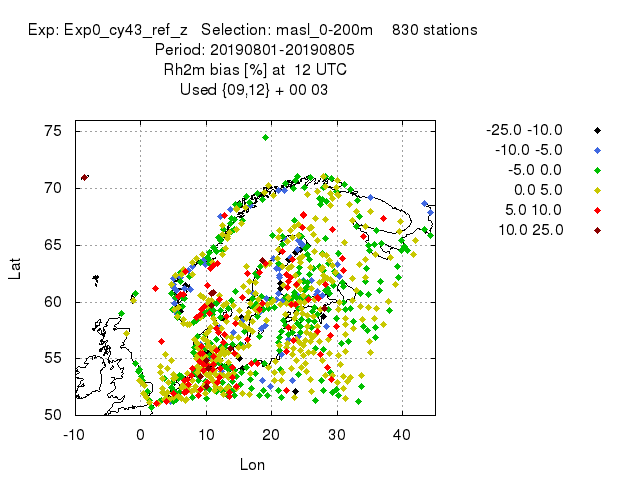 Exp: Exp0_cy43_ref_z   Selection: masl_0-200m    830 stations
Period: 20190801-20190805
Rh2m bias [%] at  12 UTC
Used {09,12} + 00 03
-25.0 -10.0
-10.0 -5.0
-5.0 0.0
0.0 5.0
5.0 10.0
10.0 25.0
Lat
75
70
65
60
55
50
-10 0 10 20 30 40
Lon